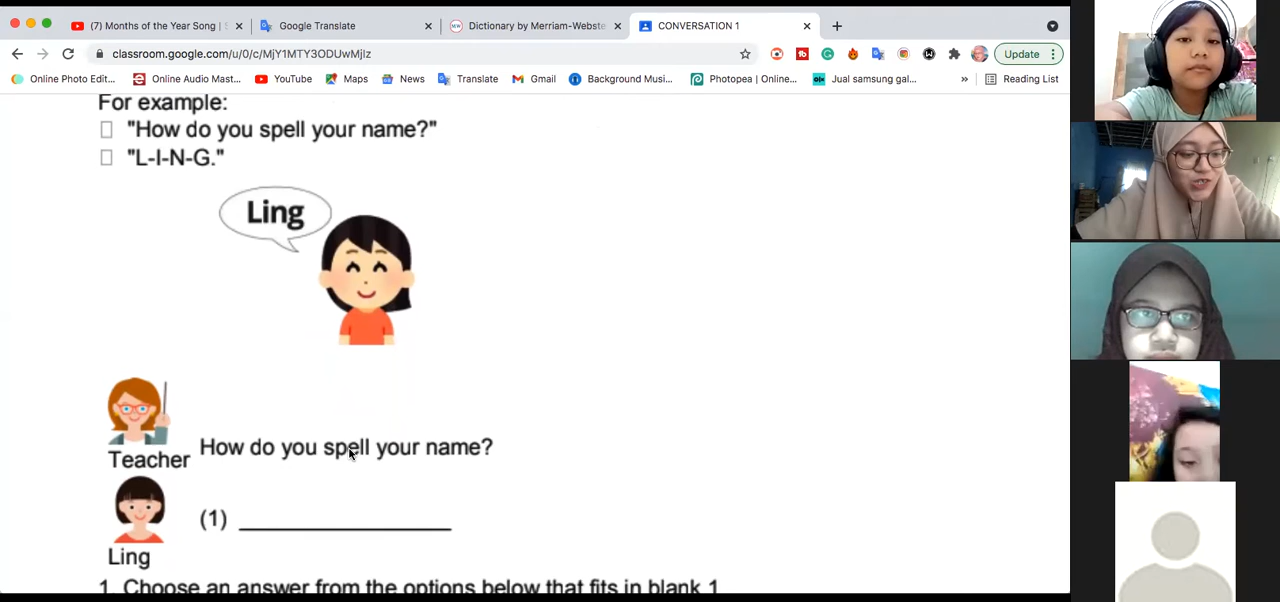 (7) Months of the Year Song | S
Google Translate
Dictionary by Merriam-Webste
CONVERSATION 1
classroom.google.com/u/0/c/MjY1MTY3ODUwMjIz
Update
Online Photo Edit...
Online Audio Mast...
YouTube
Maps
News
Translate
Gmail
Background Musi...
Photopea | Online...
Jual samsung gal...
»
Reading List
For example:
"How do you spell your name?"
"L-I-N-G."
Ling
Teacher
How do you spell your name?
(1) ____________________
Ling
1. Choose an answer from the options below that fits in blank 1